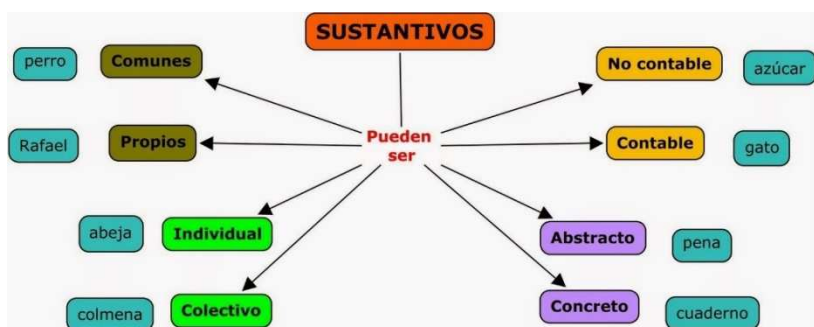 SUSTANTIVOS
perro
Comunes
No contable
azúcar
Rafael
Propios
Pueden
ser
Contable
gato
abeja
Individual
Abstracto
pena
colmena
Colectivo
Concreto
cuaderno